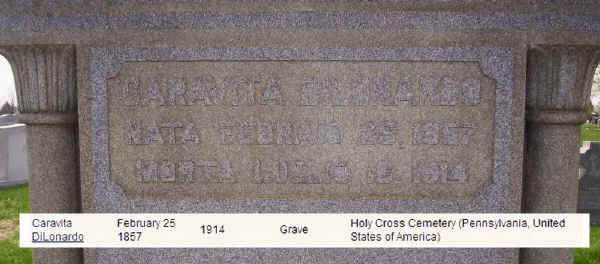 CARAVITA DILONARDO
NATA FEBRAIO 25, 1857
MORTA LUGLIO 1914
Caravita
DiLonardo
February 25
1857
1914
Grave
Holy Cross Cemetery (Pennsylvania, United
States of America)